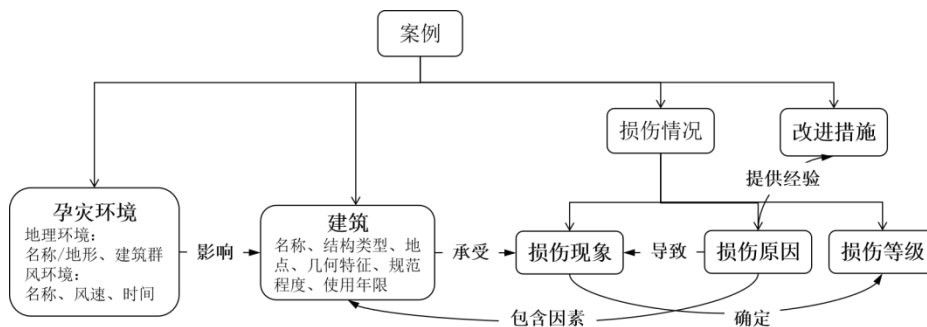 案例
损伤情况
改进措施
提供经验
孕灾环境
地理环境：
名称/地形、建筑群
风环境：
名称、风速、时间
影响
建筑
名称、结构类型、地
点、几何特征、规范
程度、使用年限
承受
损伤现象
导致
损伤原因
损伤等级
包含因素
确定